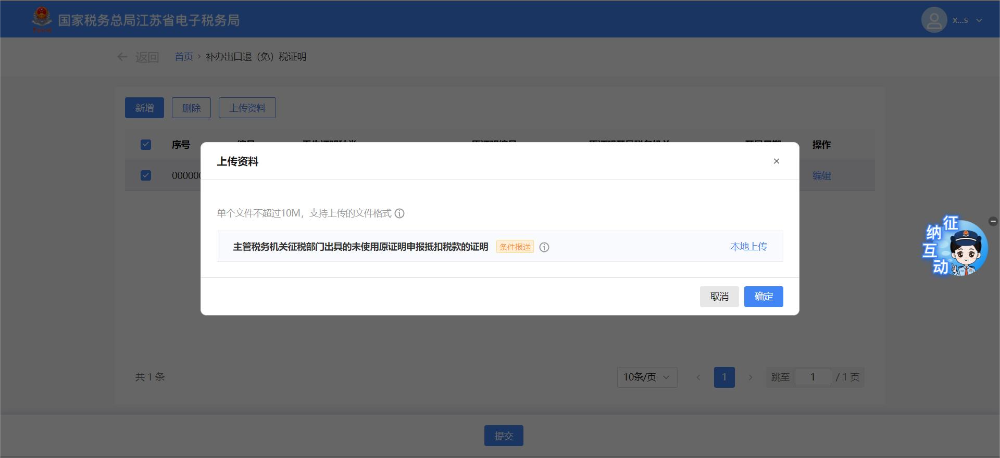 国家税务总局江苏省电子税务局
x...s
返回 首页 > 补办出口退（免）税证明
新增 删除 上传资料
序号 操作
编辑
上传资料
单个文件不超过10M，支持上传的文件格式
主管税务机关征税部门出具的未使用原证明申报抵扣税款的证明 条件报送 本地上传
取消 确定
征
纳
互
动
共 1 条 10条/页 1 跳至 1 / 1 页
提交